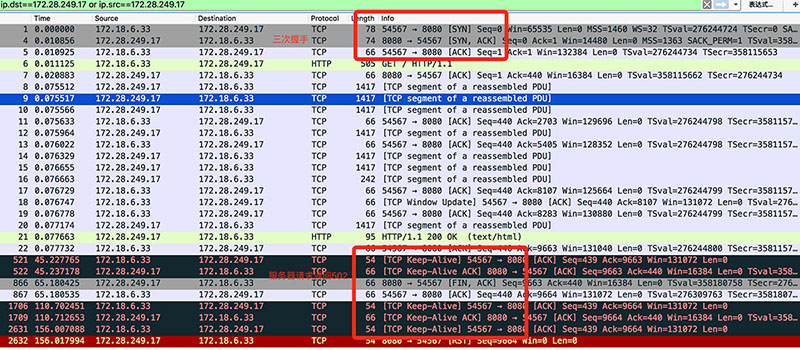 ip.dst==172.28.249.17 or ip.src==172.28.249.17 表达式…
Time Source Destination Protocol Length Info
1 0.000000 172.18.6.33 172.28.249.17 TCP 78 54567 → 8080 [SYN] Seq=0 Win=65535 Len=0 MSS=1460 WS=32 TSval=276244724 TSecr=0 SA…
4 0.010856 172.28.249.17 172.18.6.33 TCP 74 8080 → 54567 [SYN, ACK] Seq=0 Ack=1 Win=14480 Len=0 MSS=1363 SACK_PERM=1 TSval=35…
三次握手
5 0.010925 172.18.6.33 172.28.249.17 TCP 66 54567 → 8080 [ACK] Seq=1 Ack=1 Win=132384 Len=0 TSval=358115653
6 0.011125 172.18.6.33 172.28.249.17 HTTP 505 GET / HTTP/1.1
7 0.020883 172.28.249.17 172.18.6.33 TCP 66 8080 → 54567 [ACK] Seq=1 Ack=440 Win=16384 Len=0 TSval=358115662 TSecr=276244734
8 0.075512 172.28.249.17 172.18.6.33 TCP 1417 [TCP segment of a reassembled PDU]
9 0.075517 172.28.249.17 172.18.6.33 TCP 1417 [TCP segment of a reassembled PDU]
10 0.075566 172.28.249.17 172.18.6.33 TCP 1417 [TCP segment of a reassembled PDU]
11 0.075633 172.18.6.33 172.28.249.17 TCP 66 54567 → 8080 [ACK] Seq=440 Ack=2703 Win=129696 Len=0 TSval=276244798 TSecr=3581157…
12 0.075964 172.28.249.17 172.18.6.33 TCP 1417 [TCP segment of a reassembled PDU]
13 0.076022 172.18.6.33 172.28.249.17 TCP 66 54567 → 8080 [ACK] Seq=440 Ack=5405 Win=128352 Len=0 TSval=276244798 TSecr=3581157…
14 0.076329 172.28.249.17 172.18.6.33 TCP 1417 [TCP segment of a reassembled PDU]
15 0.076655 172.28.249.17 172.18.6.33 TCP 1417 [TCP segment of a reassembled PDU]
16 0.076663 172.28.249.17 172.18.6.33 TCP 242 [TCP segment of a reassembled PDU]
17 0.076729 172.18.6.33 172.28.249.17 TCP 66 54567 → 8080 [ACK] Seq=440 Ack=8107 Win=125664 Len=0 TSval=276244799 TSecr=3581157…
18 0.076747 172.18.6.33 172.28.249.17 TCP 66 [TCP Window Update] 54567 → 8080 [ACK] Seq=440 Ack=8107 Win=131072 Len=0 TSval=276…
19 0.076778 172.18.6.33 172.28.249.17 TCP 66 54567 → 8080 [ACK] Seq=440 Ack=8283 Win=130880 Len=0 TSval=276244799 TSecr=3581157…
20 0.077174 172.28.249.17 172.18.6.33 TCP 1417 [TCP segment of a reassembled PDU]
21 0.077663 172.28.249.17 172.18.6.33 HTTP 95 HTTP/1.1 200 OK (text/html)
22 0.077732 172.18.6.33 172.28.249.17 TCP 66 54567 → 8080 [ACK] Seq=440 Win=131040 Len=0 TSval=276244800 TSecr=3581157…
521 45.227765 172.18.6.33 172.28.249.17 TCP 54 [TCP Keep-Alive] 54567 → 8080 [ACK] Seq=439 Ack=9663 Win=131072 Len=0
522 45.237178 172.28.249.17 172.18.6.33 TCP 66 [TCP Keep-Alive ACK] 8080 → 54567 [ACK] Seq=9663 Ack=440 Win=16384 Len=0 TSval=35…
502
866 65.180425 172.28.249.17 172.18.6.33 TCP 66 8080 → 54567 [FIN, ACK] Seq=9663 Ack=440 Win=16384 Len=0 TSval=358180758 TSec…
867 65.180535 172.18.6.33 172.28.249.17 TCP 66 54567 → 8080 [ACK] Seq=440 Ack=9664 Win=131072 Len=0 TSval=276309763 TSecr=3581807…
1706 110.702451 172.18.6.33 172.28.249.17 TCP 54 [TCP Keep-Alive] 54567 → 8080 [ACK] Seq=439 Ack=9664 Win=131072 Len=0
1709 110.712653 172.28.249.17 172.18.6.33 TCP 66 [TCP Keep-Alive ACK] 8080 → 54567 [ACK] Seq=9664 Ack=440 Win=16384 Len=0 TSval=35…
2631 156.007088 172.18.6.33 172.28.249.17 TCP 54 [TCP Keep-Alive] 54567 → 8080 [ACK] Seq=439 Ack=9664 Win=131072 Len=0
2632 156.017994 172.28.249.17 172.18.6.33 TCP 54 8080 → 54567 [RST] Seq=9664 Win=0 Len=0